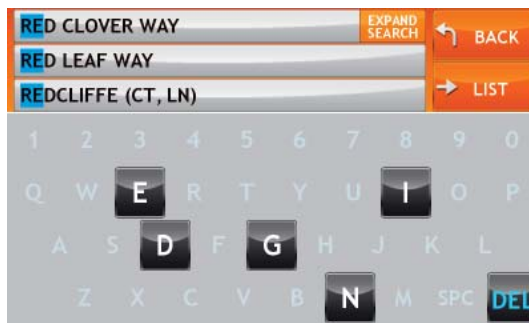 RED CLOVER WAY
EXPAND SEARCH
BACK
RED LEAF WAY
REDCLIFFE (CT, LN)
LIST
1 2 3 4 5 6 7 8 9 0
Q W E R T Y U I O P
A S D F G H J K L
Z X C V B N M SPC DEL